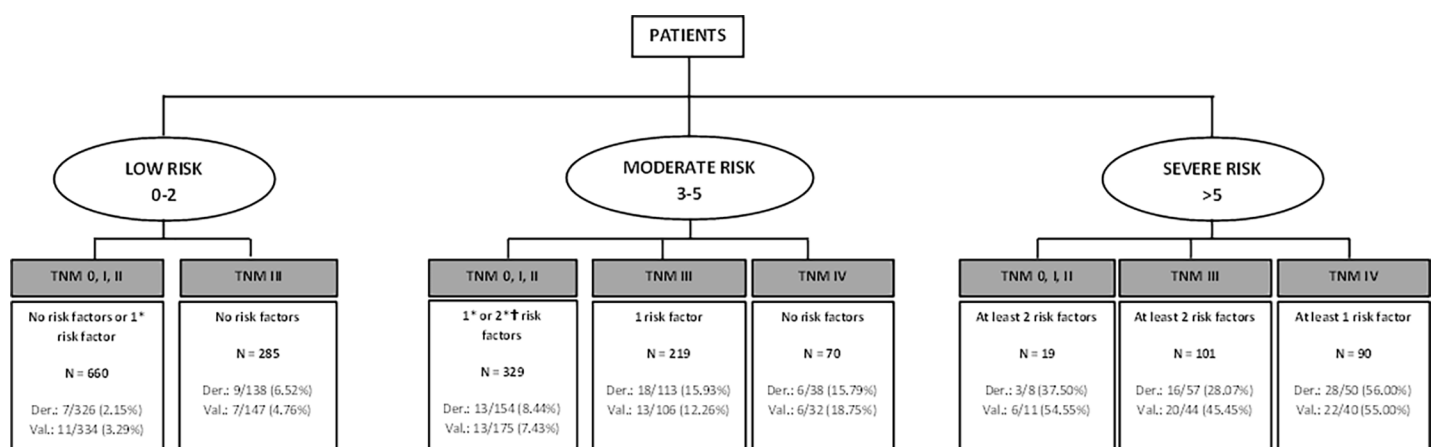 PATIENTS
LOW RISK
0-2
MODERATE RISK
3-5
SEVERE RISK
>5
TNM 0, I, II
No risk factors or 1*
risk factor
N = 660
Der.: 7/326 (2.15%)
Val.: 11/334 (3.29%)
TNM III
No risk factors
N = 285
Der.: 9/138 (6.52%)
Val.: 7/147 (4.76%)
TNM 0, I, II
1* or 2*† risk
factors
N = 329
Der.: 13/154 (8.44%)
Val.: 13/175 (7.43%)
TNM III
1 risk factor
N = 219
Der.: 18/113 (15.93%)
Val.: 13/106 (12.26%)
TNM IV
No risk factors
N = 70
Der.: 6/38 (15.79%)
Val.: 6/32 (18.75%)
TNM 0, I, II
At least 2 risk factors
N = 19
Der.: 3/8 (37.50%)
Val.: 6/11 (54.55%)
TNM III
At least 2 risk factors
N = 101
Der.: 16/57 (28.07%)
Val.: 20/44 (45.45%)
TNM IV
At least 1 risk factor
N = 90
Der.: 28/50 (56.00%)
Val.: 22/40 (55.00%)